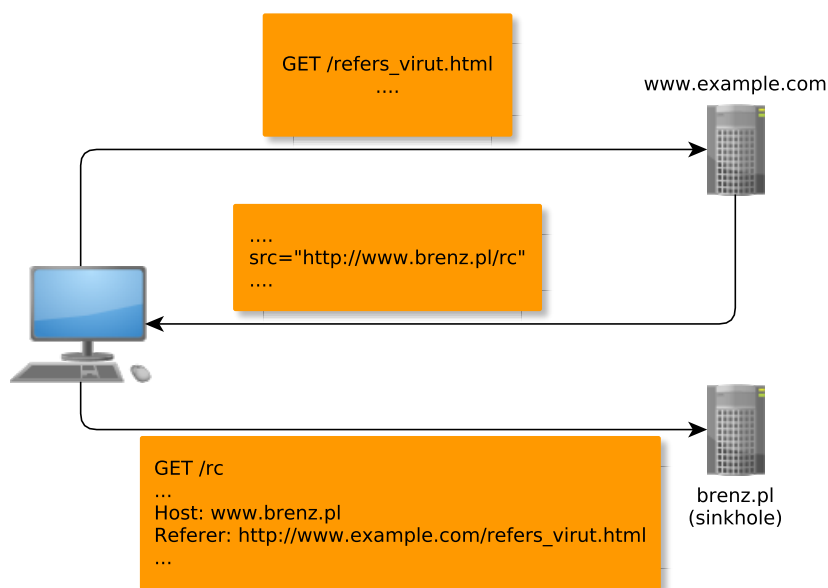 GET /refers_virut.html
....
www.example.com
....
src="http://www.brenz.pl/rc"
....
GET /rc
...
Host: www.brenz.pl
Referer: http://www.example.com/refers_virut.html
...
brenz.pl
(sinkhole)